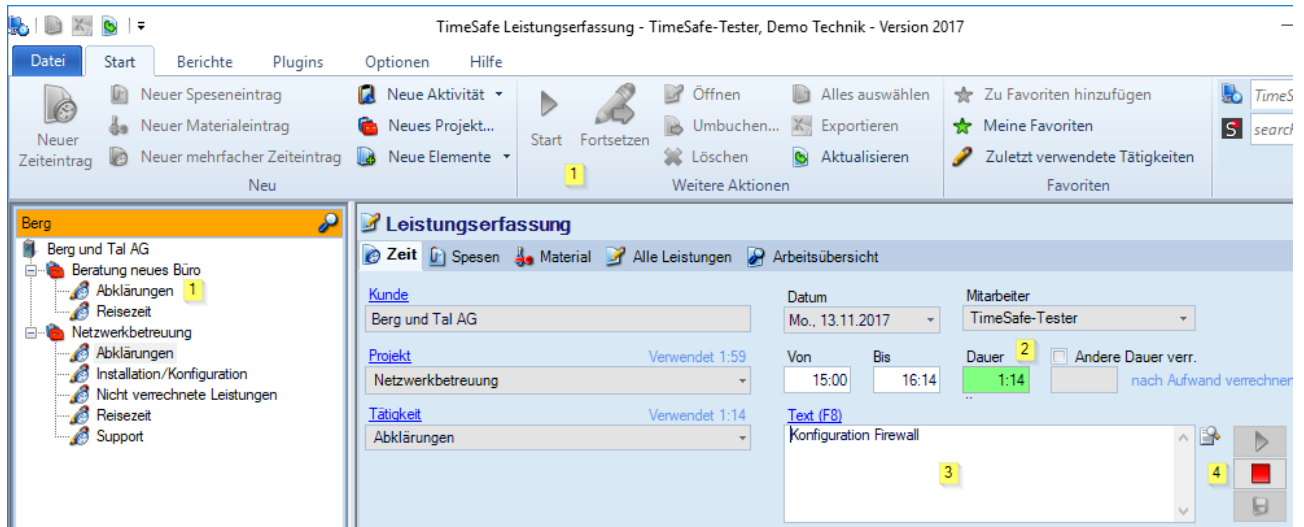 TimeSafe Leistungserfassung - TimeSafe-Tester, Demo Technik - Version 2017
Datei Start Berichte Plugins Optionen Hilfe
Neuer Zeiteintrag
Neuer Speseneintrag
Neuer Materialeintrag
Neuer mehrfacher Zeiteintrag
Neue Aktivität
Neues Projekt...
Neue Elemente
Neu
Start Fortsetzen
1
Öffnen
Umbuchen...
Löschen
Alles auswählen
Exportieren
Aktualisieren
Weitere Aktionen
Zu Favoriten hinzufügen
Meine Favoriten
Zuletzt verwendete Tätigkeiten
Favoriten
TimeS
S search
Berg
Berg und Tal AG
Beratung neues Büro
Abklärungen 1
Reisezeit
Netzwerkbetreuung
Abklärungen
Installation/Konfiguration
Nicht verrechnete Leistungen
Reisezeit
Support
Leistungserfassung
Zeit Spesen Material Alle Leistungen Arbeitsübersicht
Kunde
Berg und Tal AG
Projekt Verwendet 1:59
Netzwerkbetreuung
Tätigkeit Verwendet 1:14
Abklärungen
Datum Mitarbeiter
Mo., 13.11.2017 TimeSafe-Tester
Von Bis Dauer 2 Andere Dauer verr.
15:00 16:14 1:14 nach Aufwand verrechnen
Text (F8)
Konfiguration Firewall
3 4